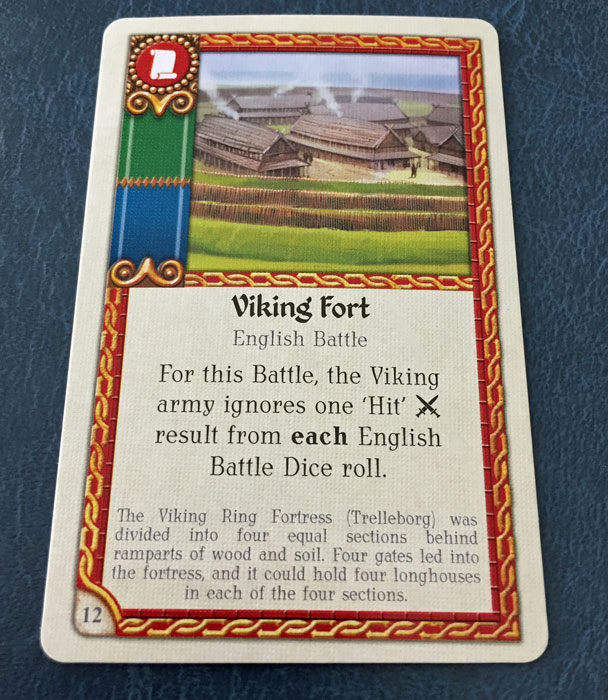 Viking Fort
English Battle
For this Battle, the Viking
army ignores one ‘Hit’
result from each English
Battle Dice roll.
The Viking Ring Fortress (Trelleborg) was
divided into four equal sections behind
ramparts of wood and soil. Four gates led into
the fortress, and it could hold four longhouses
in each of the four sections.
12